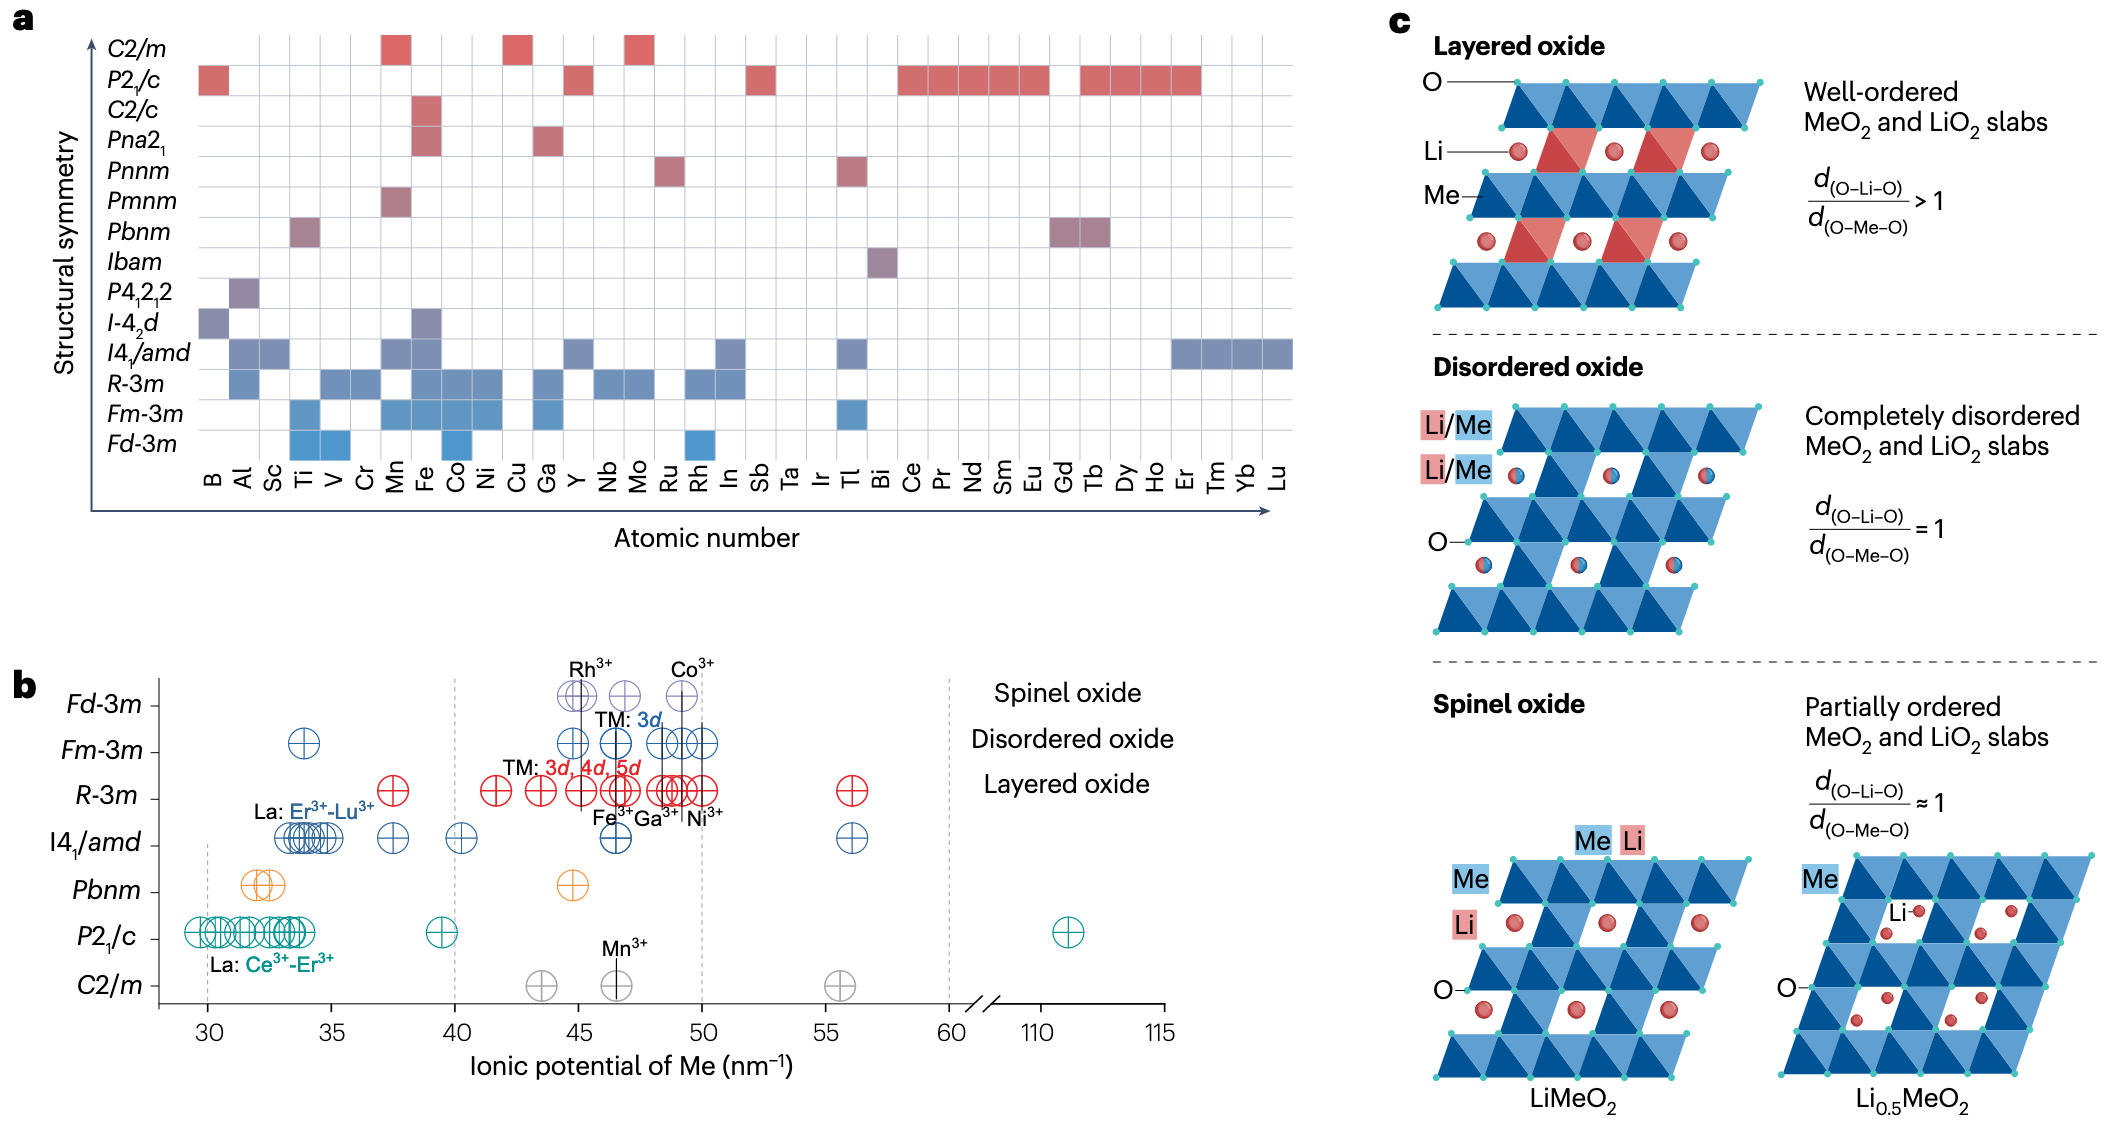 a
Structural symmetry
C2/m
P2₁/c
C2/c
Pna2₁
Pnnm
Pmnm
Pbnm
Ibam
P4₁2₁2
I-4₂d
I4₁/amd
R-3m
Fm-3m
Fd-3m
B Al Sc Ti V Cr Mn Fe Co Ni Cu Ga Y Nb Mo Ru Rh In Sb Ta Ir Tl Bi Ce Pr Nd Sm Eu Gd Tb Dy Ho Er Tm Yb Lu
Atomic number
b
Rh³⁺ Co³⁺
Fd-3m Spinel oxide
TM: 3d
Fm-3m Disordered oxide
TM: 3d, 4d, 5d
R-3m Layered oxide
La: Er³⁺-Lu³⁺ Fe³⁺ Ga³⁺ Ni³⁺
I4₁/amd
Pbnm
P2₁/c
La: Ce³⁺-Er³⁺
Mn³⁺
C2/m
30 35 40 45 50 55 60 110 115
Ionic potential of Me (nm⁻¹)
c
Layered oxide
O
Li
Me
Well-ordered
MeO₂ and LiO₂ slabs
d(O–Li–O)
d(O–Me–O)
> 1
Disordered oxide
Li/Me
Li/Me
O
Completely disordered
MeO₂ and LiO₂ slabs
d(O–Li–O)
d(O–Me–O)
= 1
Spinel oxide
Partially ordered
MeO₂ and LiO₂ slabs
d(O–Li–O)
d(O–Me–O)
≈ 1
Me Li
Me
Li
O
LiMeO₂
Me
Li
O
Li₀.₅MeO₂